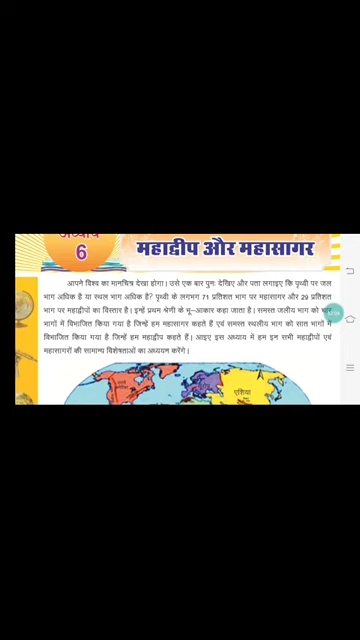 अध्याय
6
महाद्वीप और महासागर
आपने विश्व का मानचित्र देखा होगा। उसे एक बार पुनः देखिए और पता लगाइए कि पृथ्वी पर जल
भाग अधिक है या स्थल भाग अधिक है? पृथ्वी के लगभग 71 प्रतिशत भाग पर महासागर और 29 प्रतिशत
भाग पर महाद्वीपों का विस्तार है। इन्हें प्रथम श्रेणी के भू–आकार कहा जाता है। समस्त जलीय भाग को
भागों में विभाजित किया गया है जिन्हें हम महासागर कहते हैं एवं समस्त स्थलीय भाग को सात भागों में
विभाजित किया गया है जिन्हें हम महाद्वीप कहते हैं। आइए इस अध्याय में हम इन सभी महाद्वीपों एवं
महासागरों की सामान्य विशेषताओं का अध्ययन करेंगे।
एशिया